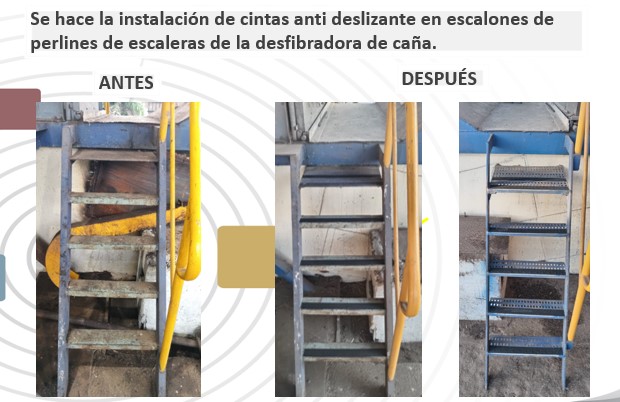 Se hace la instalación de cintas anti deslizante en escalones de
perlines de escaleras de la desfibradora de caña.
ANTES
DESPUÉS